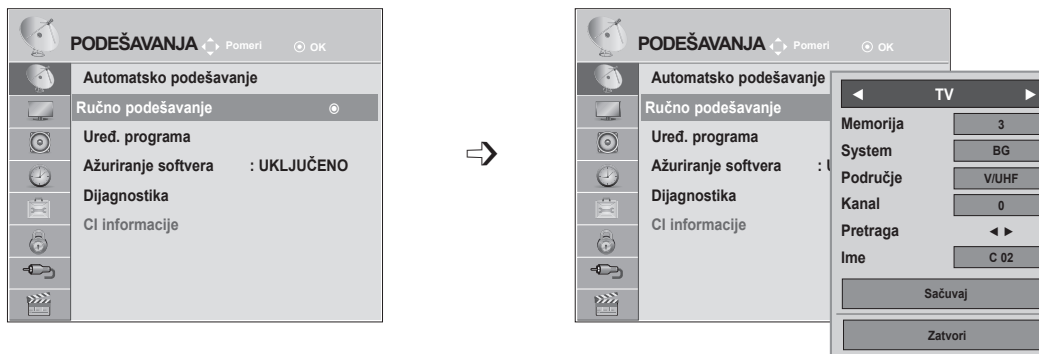 PODEŠAVANJA Pomeri OK
Automatsko podešavanje
Ručno podešavanje
Uređ. programa
Ažuriranje softvera : UKLJUČENO
Dijagnostika
CI informacije
PODEŠAVANJA Pomeri OK
Automatsko podešavanje
Ručno podešavanje
Uređ. programa
Ažuriranje softvera : U
Dijagnostika
CI informacije
◄ TV ►
Memorija 3
System BG
Područje V/UHF
Kanal 0
Pretraga ◄ ►
Ime C 02
Sačuvaj
Zatvori